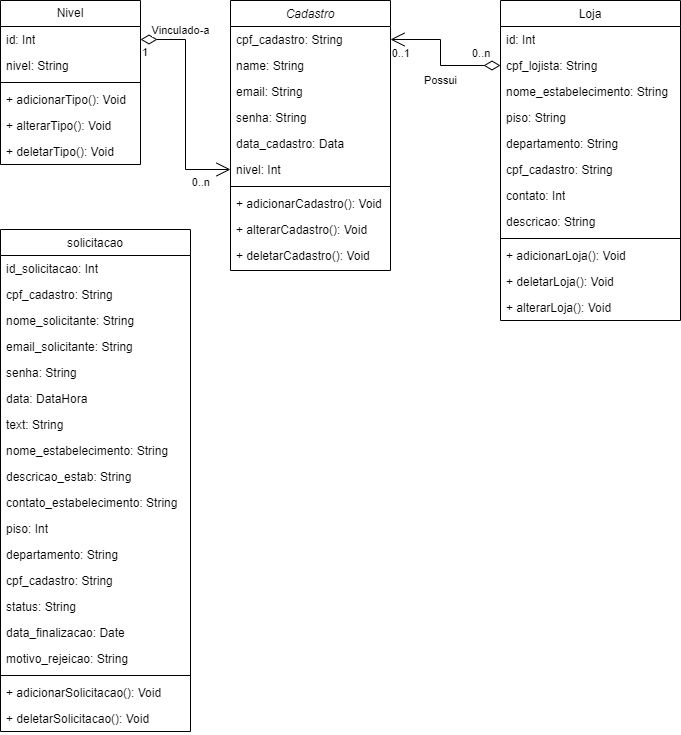 Nivel
id: Int
nivel: String
+ adicionarTipo(): Void
+ alterarTipo(): Void
+ deletarTipo(): Void
Vinculado-a
1
0..n
Cadastro
cpf_cadastro: String
name: String
email: String
senha: String
data_cadastro: Data
nivel: Int
+ adicionarCadastro(): Void
+ alterarCadastro(): Void
+ deletarCadastro(): Void
0..1
0..n
Possui
Loja
id: Int
cpf_lojista: String
nome_estabelecimento: String
piso: String
departamento: String
cpf_cadastro: String
contato: Int
descricao: String
+ adicionarLoja(): Void
+ deletarLoja(): Void
+ alterarLoja(): Void
solicitacao
id_solicitacao: Int
cpf_cadastro: String
nome_solicitante: String
email_solicitante: String
senha: String
data: DataHora
text: String
nome_estabelecimento: String
descricao_estab: String
contato_estabelecimento: String
piso: Int
departamento: String
cpf_cadastro: String
status: String
data_finalizacao: Date
motivo_rejeicao: String
+ adicionarSolicitacao(): Void
+ deletarSolicitacao(): Void